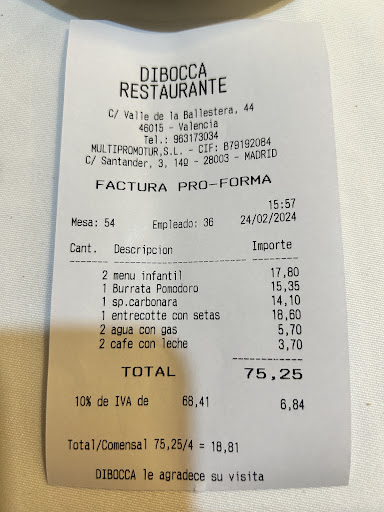 DIBOCCA
RESTAURANTE
C/ Valle de la Ballestera, 44
46015 - Valencia
Tel.: 963173034
MULTIPROMOTUR,S.L. - CIF: B79192084
C/ Santander, 3, 14º - 28003 - MADRID
FACTURA PRO-FORMA
15:57
Mesa: 54 Empleado: 36 24/02/2024
Cant. Descripcion Importe
2 menu infantil 17,80
1 Burrata Pomodoro 15,35
1 sp.carbonara 14,10
1 entrecotte con setas 18,60
2 agua con gas 5,70
2 cafe con leche 3,70
TOTAL 75,25
10% de IVA de 68,41 6,84
Total/Comensal 75,25/4 = 18,81
DIBOCCA le agradece su visita